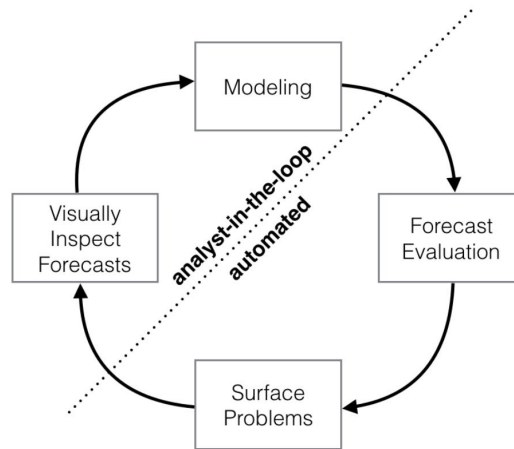 Modeling
analyst-in-the-loop
automated
Visually
Inspect
Forecasts
Forecast
Evaluation
Surface
Problems